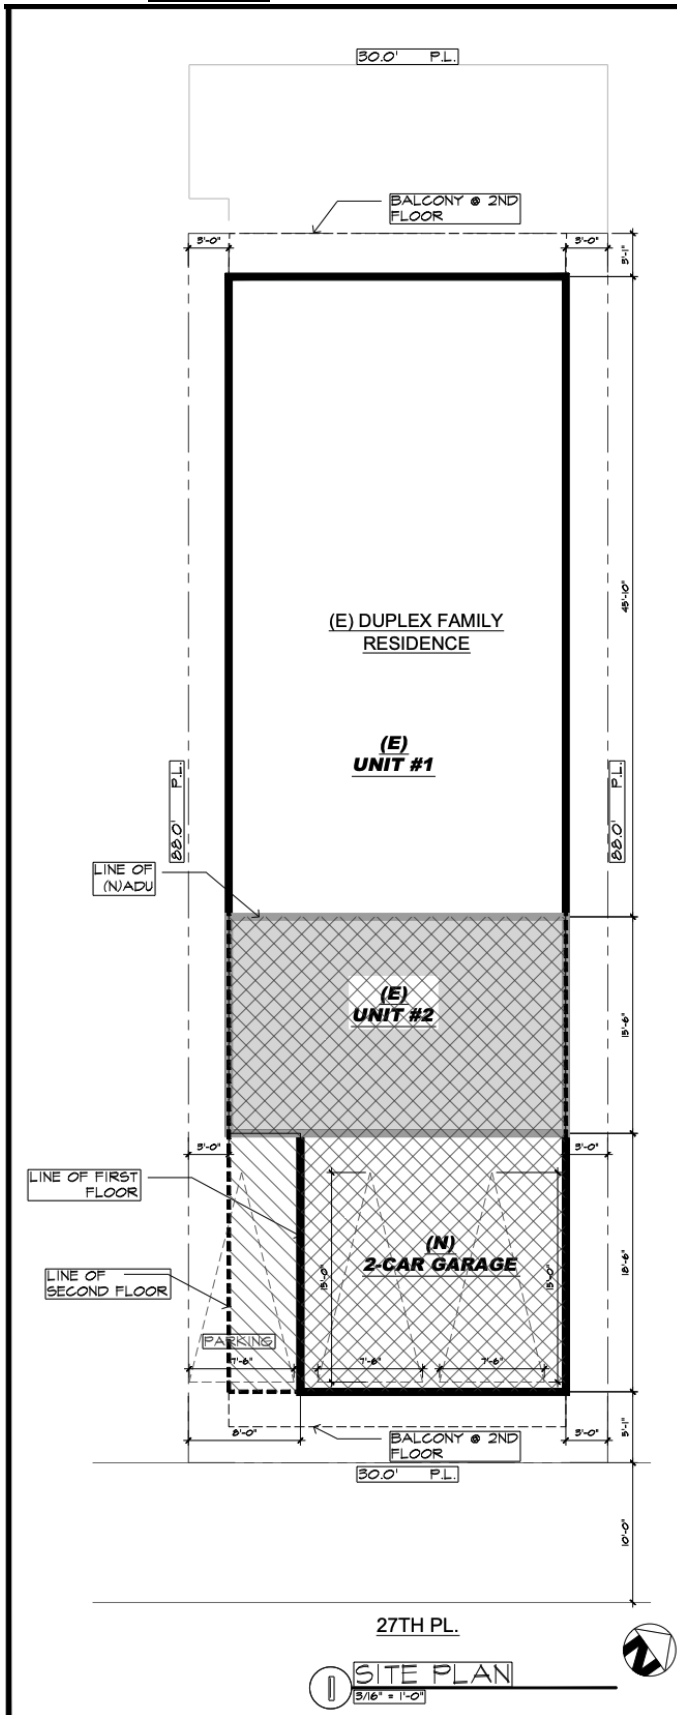 30.0' P.L.
BALCONY @ 2ND
FLOOR
3'-0"
3'-0"
3'-1"
45'-10"
(E) DUPLEX FAMILY
RESIDENCE
(E)
UNIT #1
88.0' P.L.
88.0' P.L.
LINE OF
(N)ADU
(E)
UNIT #2
15'-6"
3'-0"
3'-0"
LINE OF FIRST
FLOOR
(N)
2-CAR GARAGE
15'-0"
15'-0"
18'-6"
LINE OF
SECOND FLOOR
PARKING
7'-6"
7'-6"
7'-6"
8'-0"
BALCONY @ 2ND
FLOOR
3'-0"
5'-1"
30.0' P.L.
10'-0"
27TH PL.
N
1
SITE PLAN
3/16" = 1'-0"